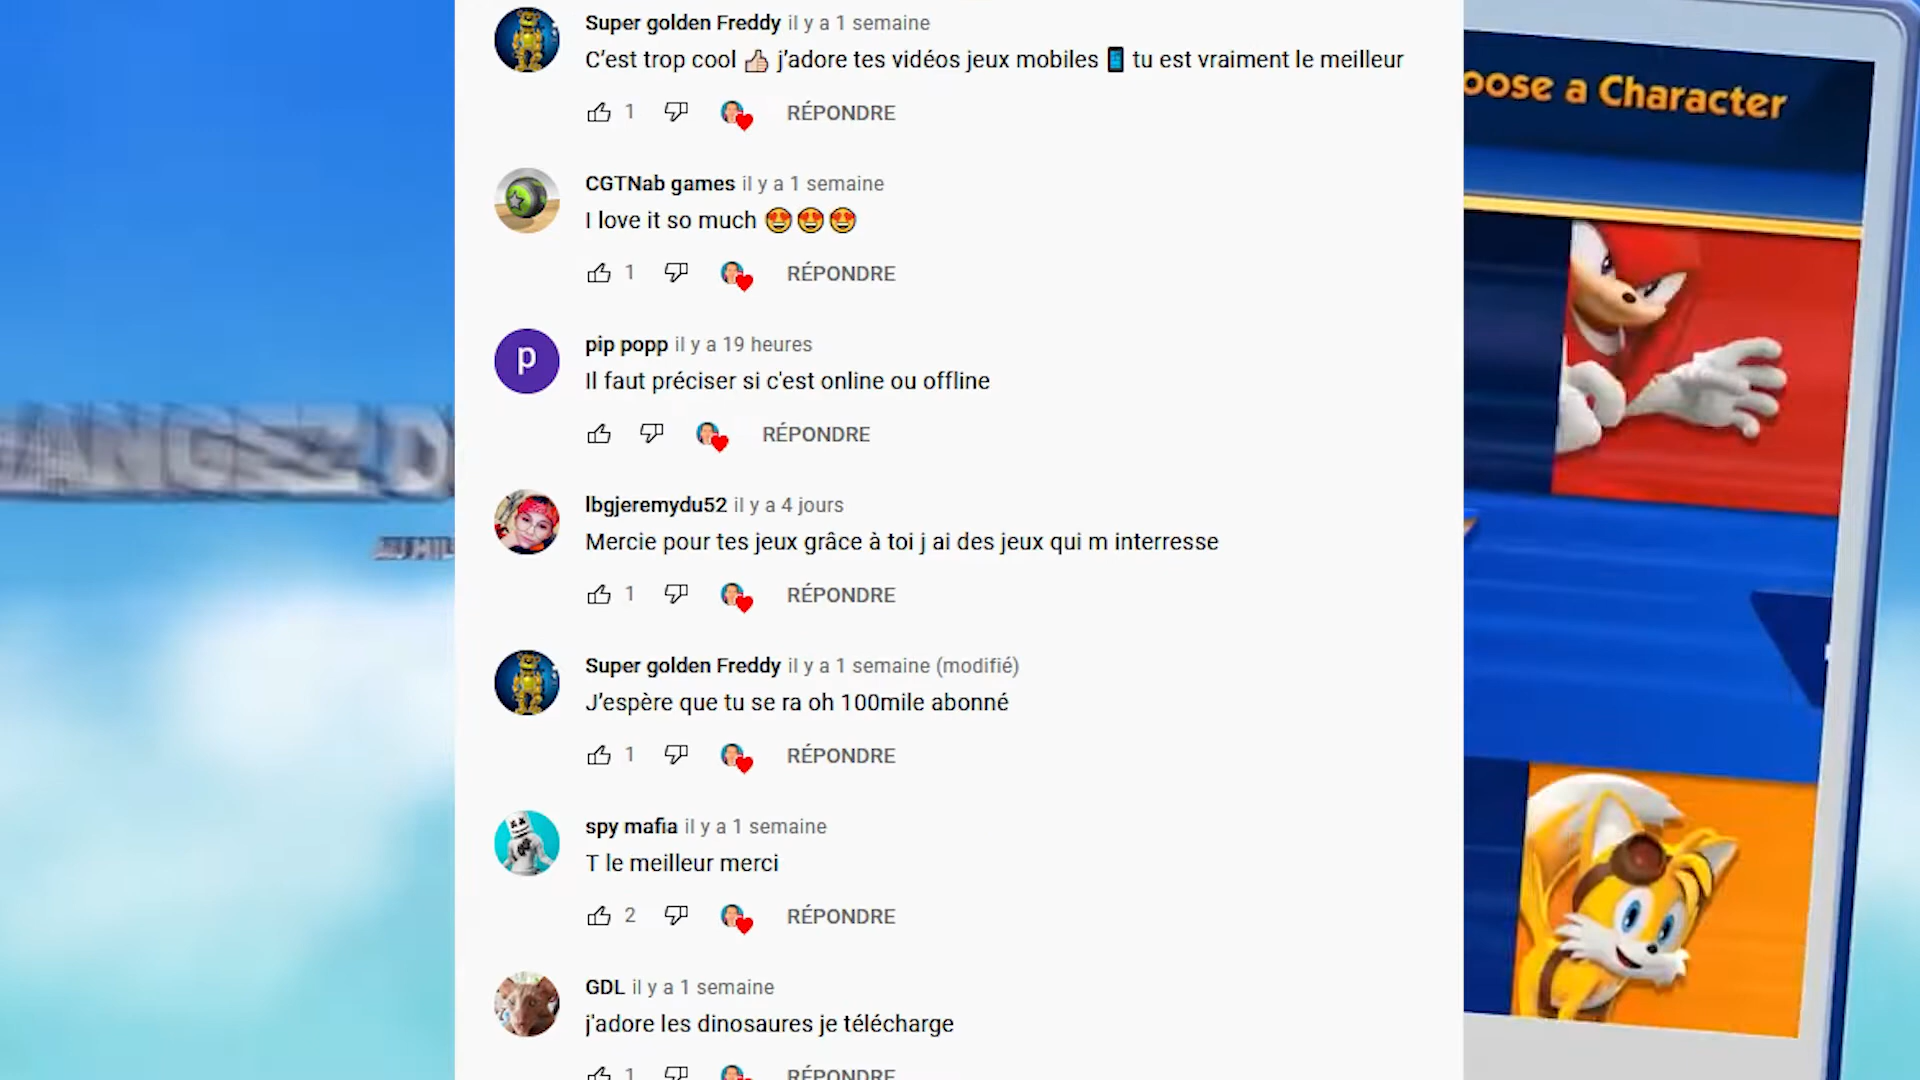 Super golden Freddy il y a 1 semaine
C’est trop cool 👍🏻 j’adore tes vidéos jeux mobiles 📱 tu est vraiment le meilleur
1 RÉPONDRE
CGTNab games il y a 1 semaine
I love it so much 😍😍😍
1 RÉPONDRE
p
pip popp il y a 19 heures
Il faut préciser si c'est online ou offline
RÉPONDRE
lbgjeremydu52 il y a 4 jours
Mercie pour tes jeux grâce à toi j ai des jeux qui m interresse
1 RÉPONDRE
Super golden Freddy il y a 1 semaine (modifié)
J’espère que tu se ra oh 100mile abonné
1 RÉPONDRE
spy mafia il y a 1 semaine
T le meilleur merci
2 RÉPONDRE
GDL il y a 1 semaine
j'adore les dinosaures je télécharge
1 RÉPONDRE
oose a Character